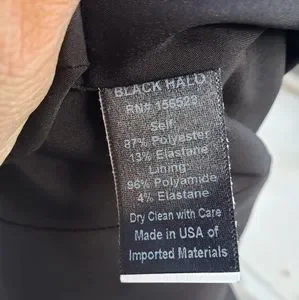 BLACK HALO
RN# 155528
Self:
87% Polyester
13% Elastane
Lining:
96% Polyamide
4% Elastane
Dry Clean with Care
Made in USA of
Imported Materials